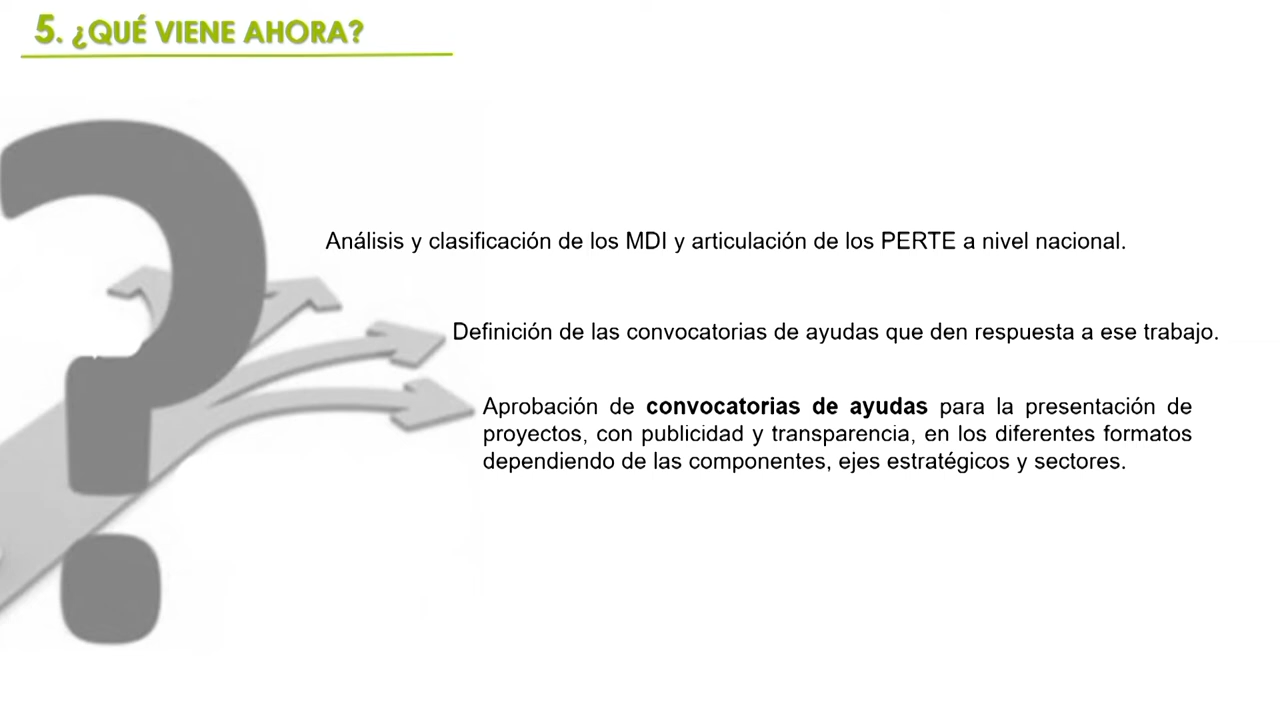 5. ¿QUÉ VIENE AHORA?
Análisis y clasificación de los MDI y articulación de los PERTE a nivel nacional.
Definición de las convocatorias de ayudas que den respuesta a ese trabajo.
Aprobación de convocatorias de ayudas para la presentación de
proyectos, con publicidad y transparencia, en los diferentes formatos
dependiendo de las componentes, ejes estratégicos y sectores.